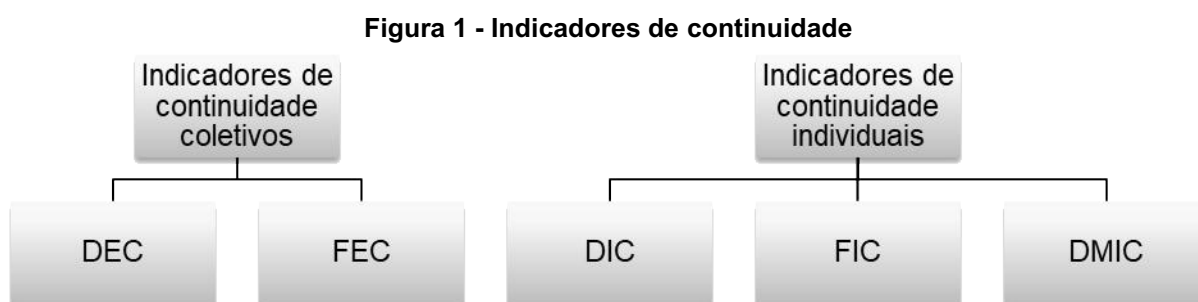 Figura 1 - Indicadores de continuidade
Indicadores de
continuidade
coletivos
Indicadores de
continuidade
individuais
DEC
FEC
DIC
FIC
DMIC